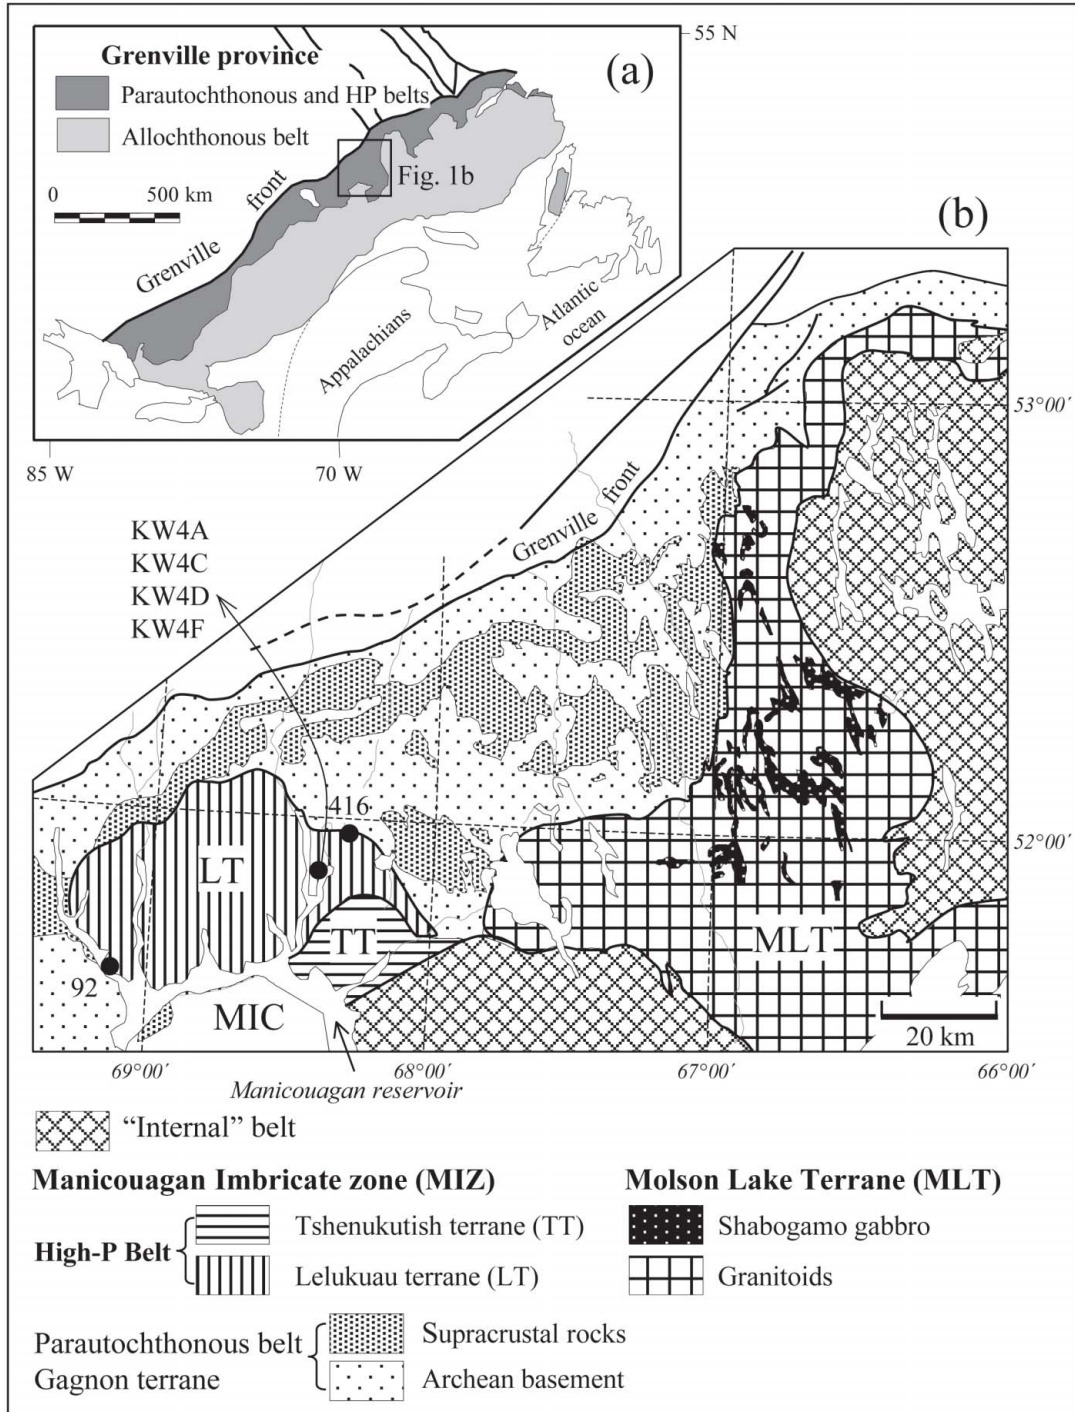 55 N
Grenville province
(a)
Parautochthonous and HP belts
Allochthonous belt
Fig. 1b
0 500 km
Grenville front
Appalachians
Atlantic ocean
85 W
70 W
(b)
53°00´
Grenville front
KW4A
KW4C
KW4D
KW4F
416
52°00´
LT
TT
MLT
92
MIC
20 km
69°00´
68°00´
67°00´
66°00´
Manicouagan reservoir
“Internal” belt
Manicouagan Imbricate zone (MIZ)
High-P Belt
Tshenukutish terrane (TT)
Lelukuau terrane (LT)
Molson Lake Terrane (MLT)
Shabogamo gabbro
Granitoids
Parautochthonous belt
Gagnon terrane
Supracrustal rocks
Archean basement